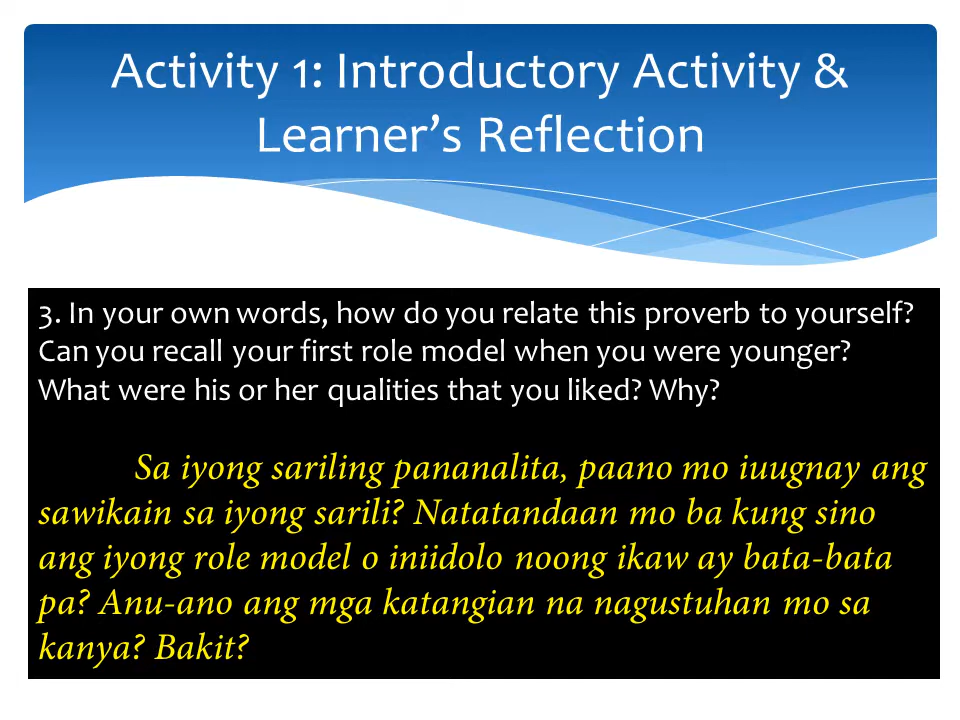 Activity 1: Introductory Activity &
Learner’s Reflection
3. In your own words, how do you relate this proverb to yourself?
Can you recall your first role model when you were younger?
What were his or her qualities that you liked? Why?
Sa iyong sariling pananalita, paano mo iuugnay ang
sawikain sa iyong sarili? Natatandaan mo ba kung sino
ang iyong role model o iniidolo noong ikaw ay bata-bata
pa? Anu-ano ang mga katangian na nagustuhan mo sa
kanya? Bakit?